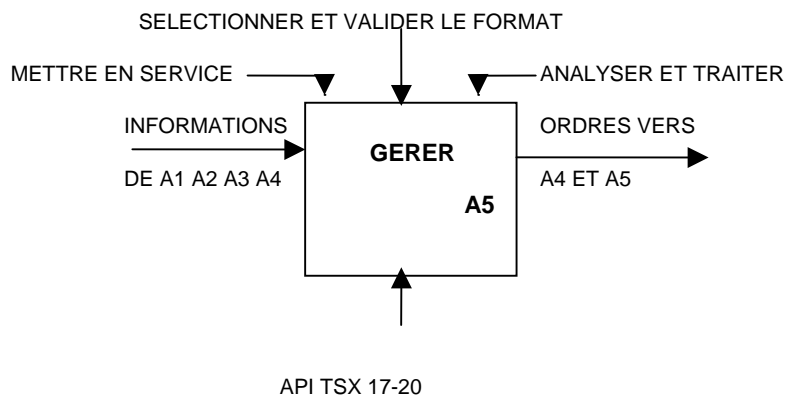 SELECTIONNER ET VALIDER LE FORMAT
METTRE EN SERVICE
ANALYSER ET TRAITER
INFORMATIONS
DE A1 A2 A3 A4
GERER
A5
ORDRES VERS
A4 ET A5
API TSX 17-20